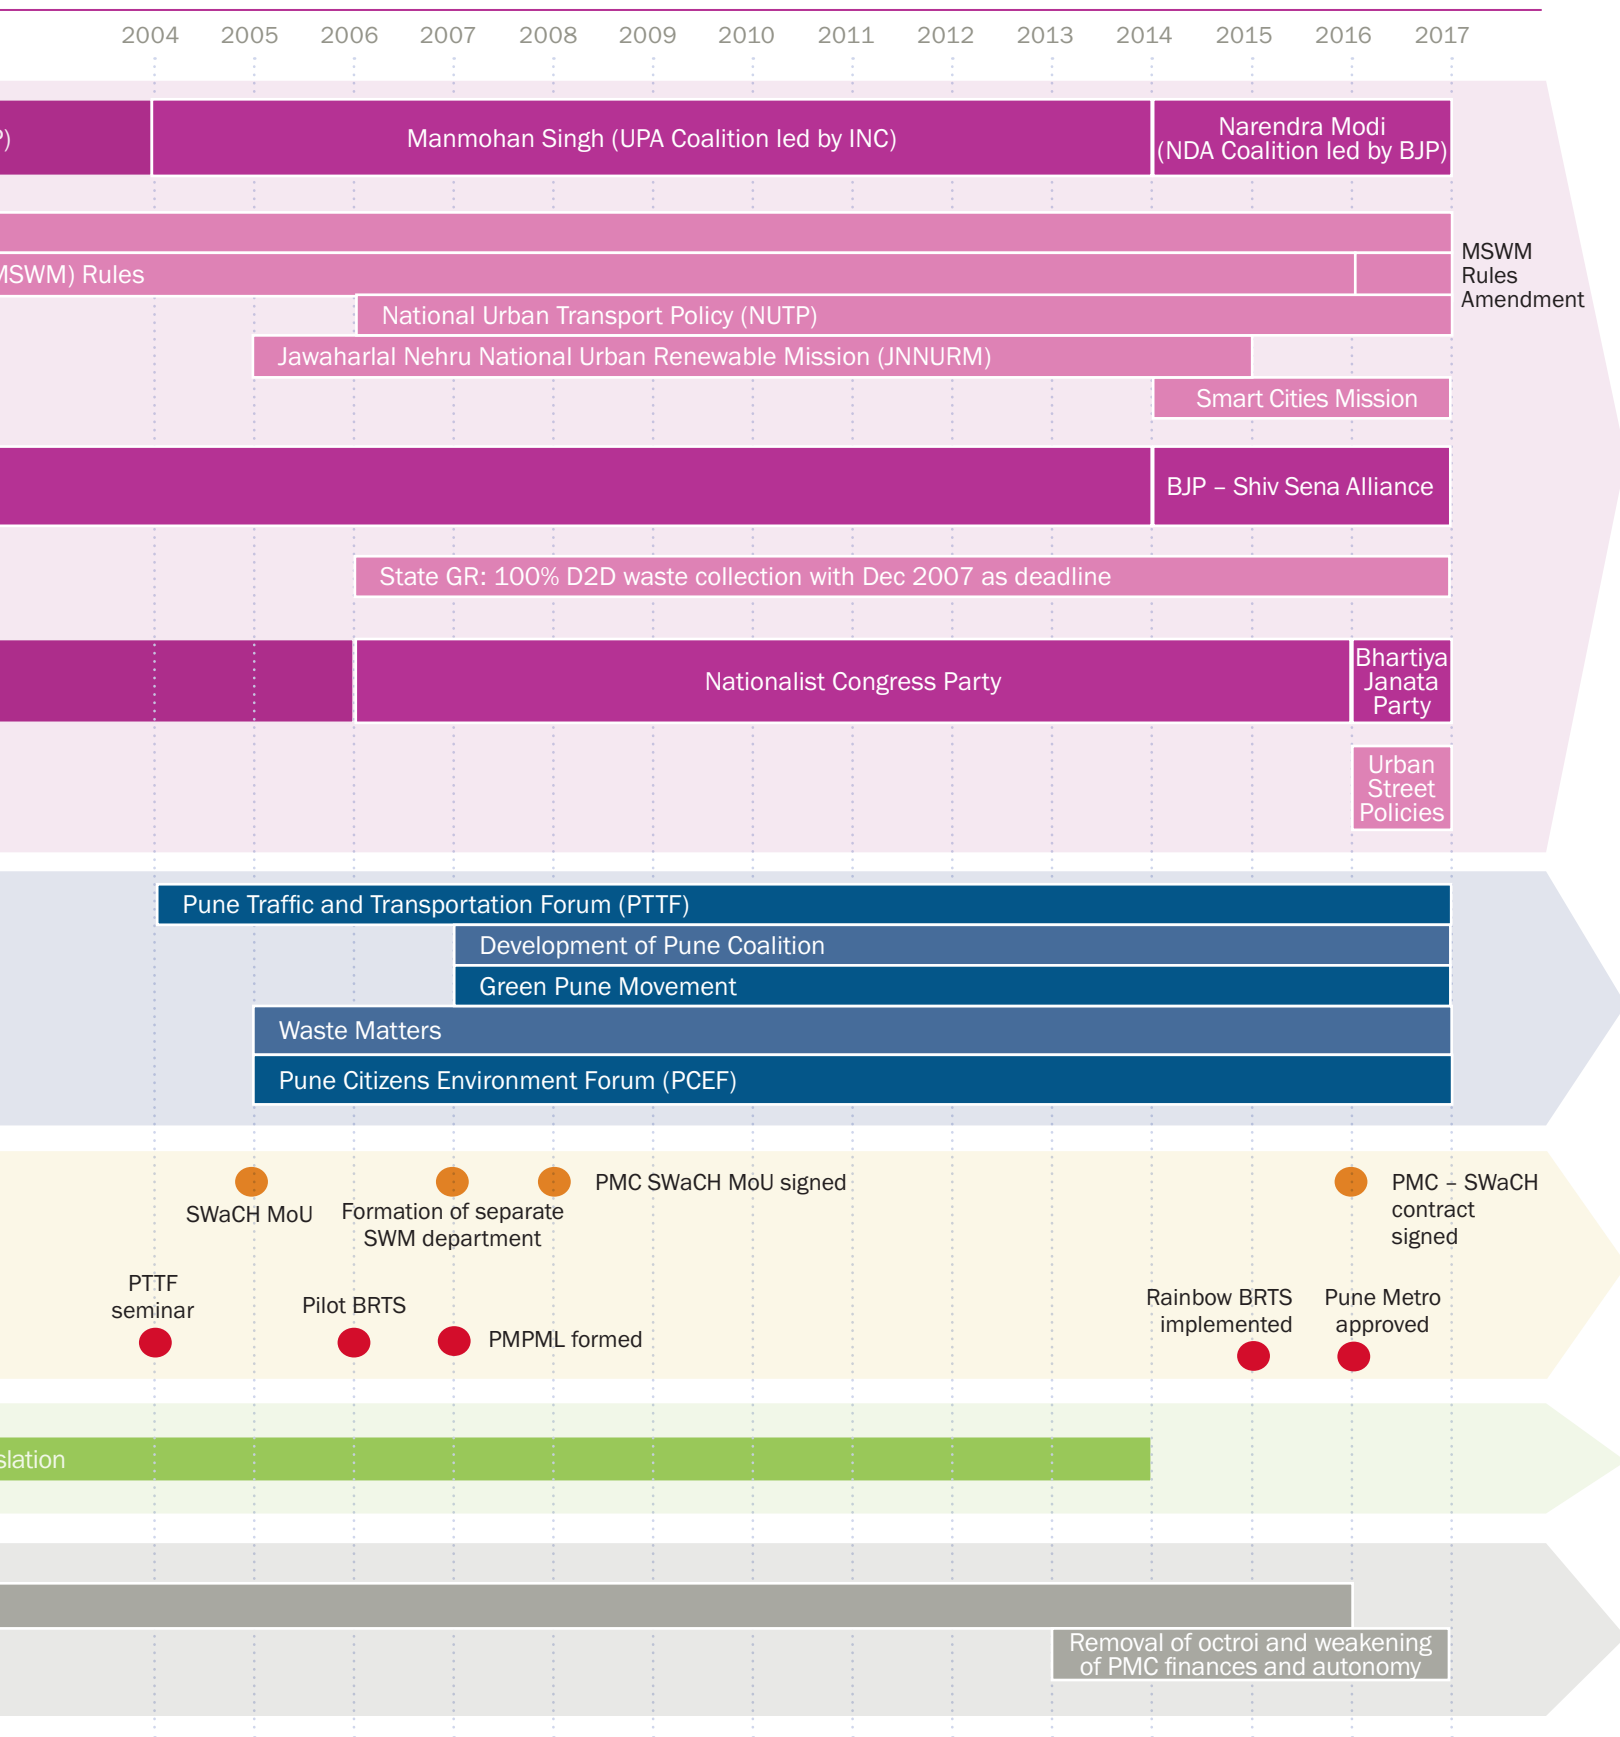 2004 2005 2006 2007 2008 2009 2010 2011 2012 2013 2014 2015 2016 2017
Manmohan Singh (UPA Coalition led by INC)
Narendra Modi
(NDA Coalition led by BJP)
MSWM) Rules
MSWM
Rules
Amendment
National Urban Transport Policy (NUTP)
Jawaharlal Nehru National Urban Renewable Mission (JNNURM)
Smart Cities Mission
BJP – Shiv Sena Alliance
State GR: 100% D2D waste collection with Dec 2007 as deadline
Nationalist Congress Party
Bhartiya
Janata
Party
Urban
Street
Policies
Pune Traffic and Transportation Forum (PTTF)
Development of Pune Coalition
Green Pune Movement
Waste Matters
Pune Citizens Environment Forum (PCEF)
SWaCH MoU
Formation of separate
SWM department
PMC SWaCH MoU signed
PMC – SWaCH
contract
signed
PTTF
seminar
Pilot BRTS
PMPML formed
Rainbow BRTS
implemented
Pune Metro
approved
slation
Removal of octroi and weakening
of PMC finances and autonomy